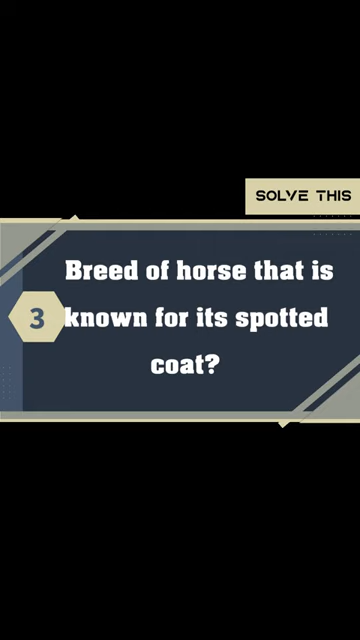 SOLVE THIS
Breed of horse that is
3
known for its spotted
coat?